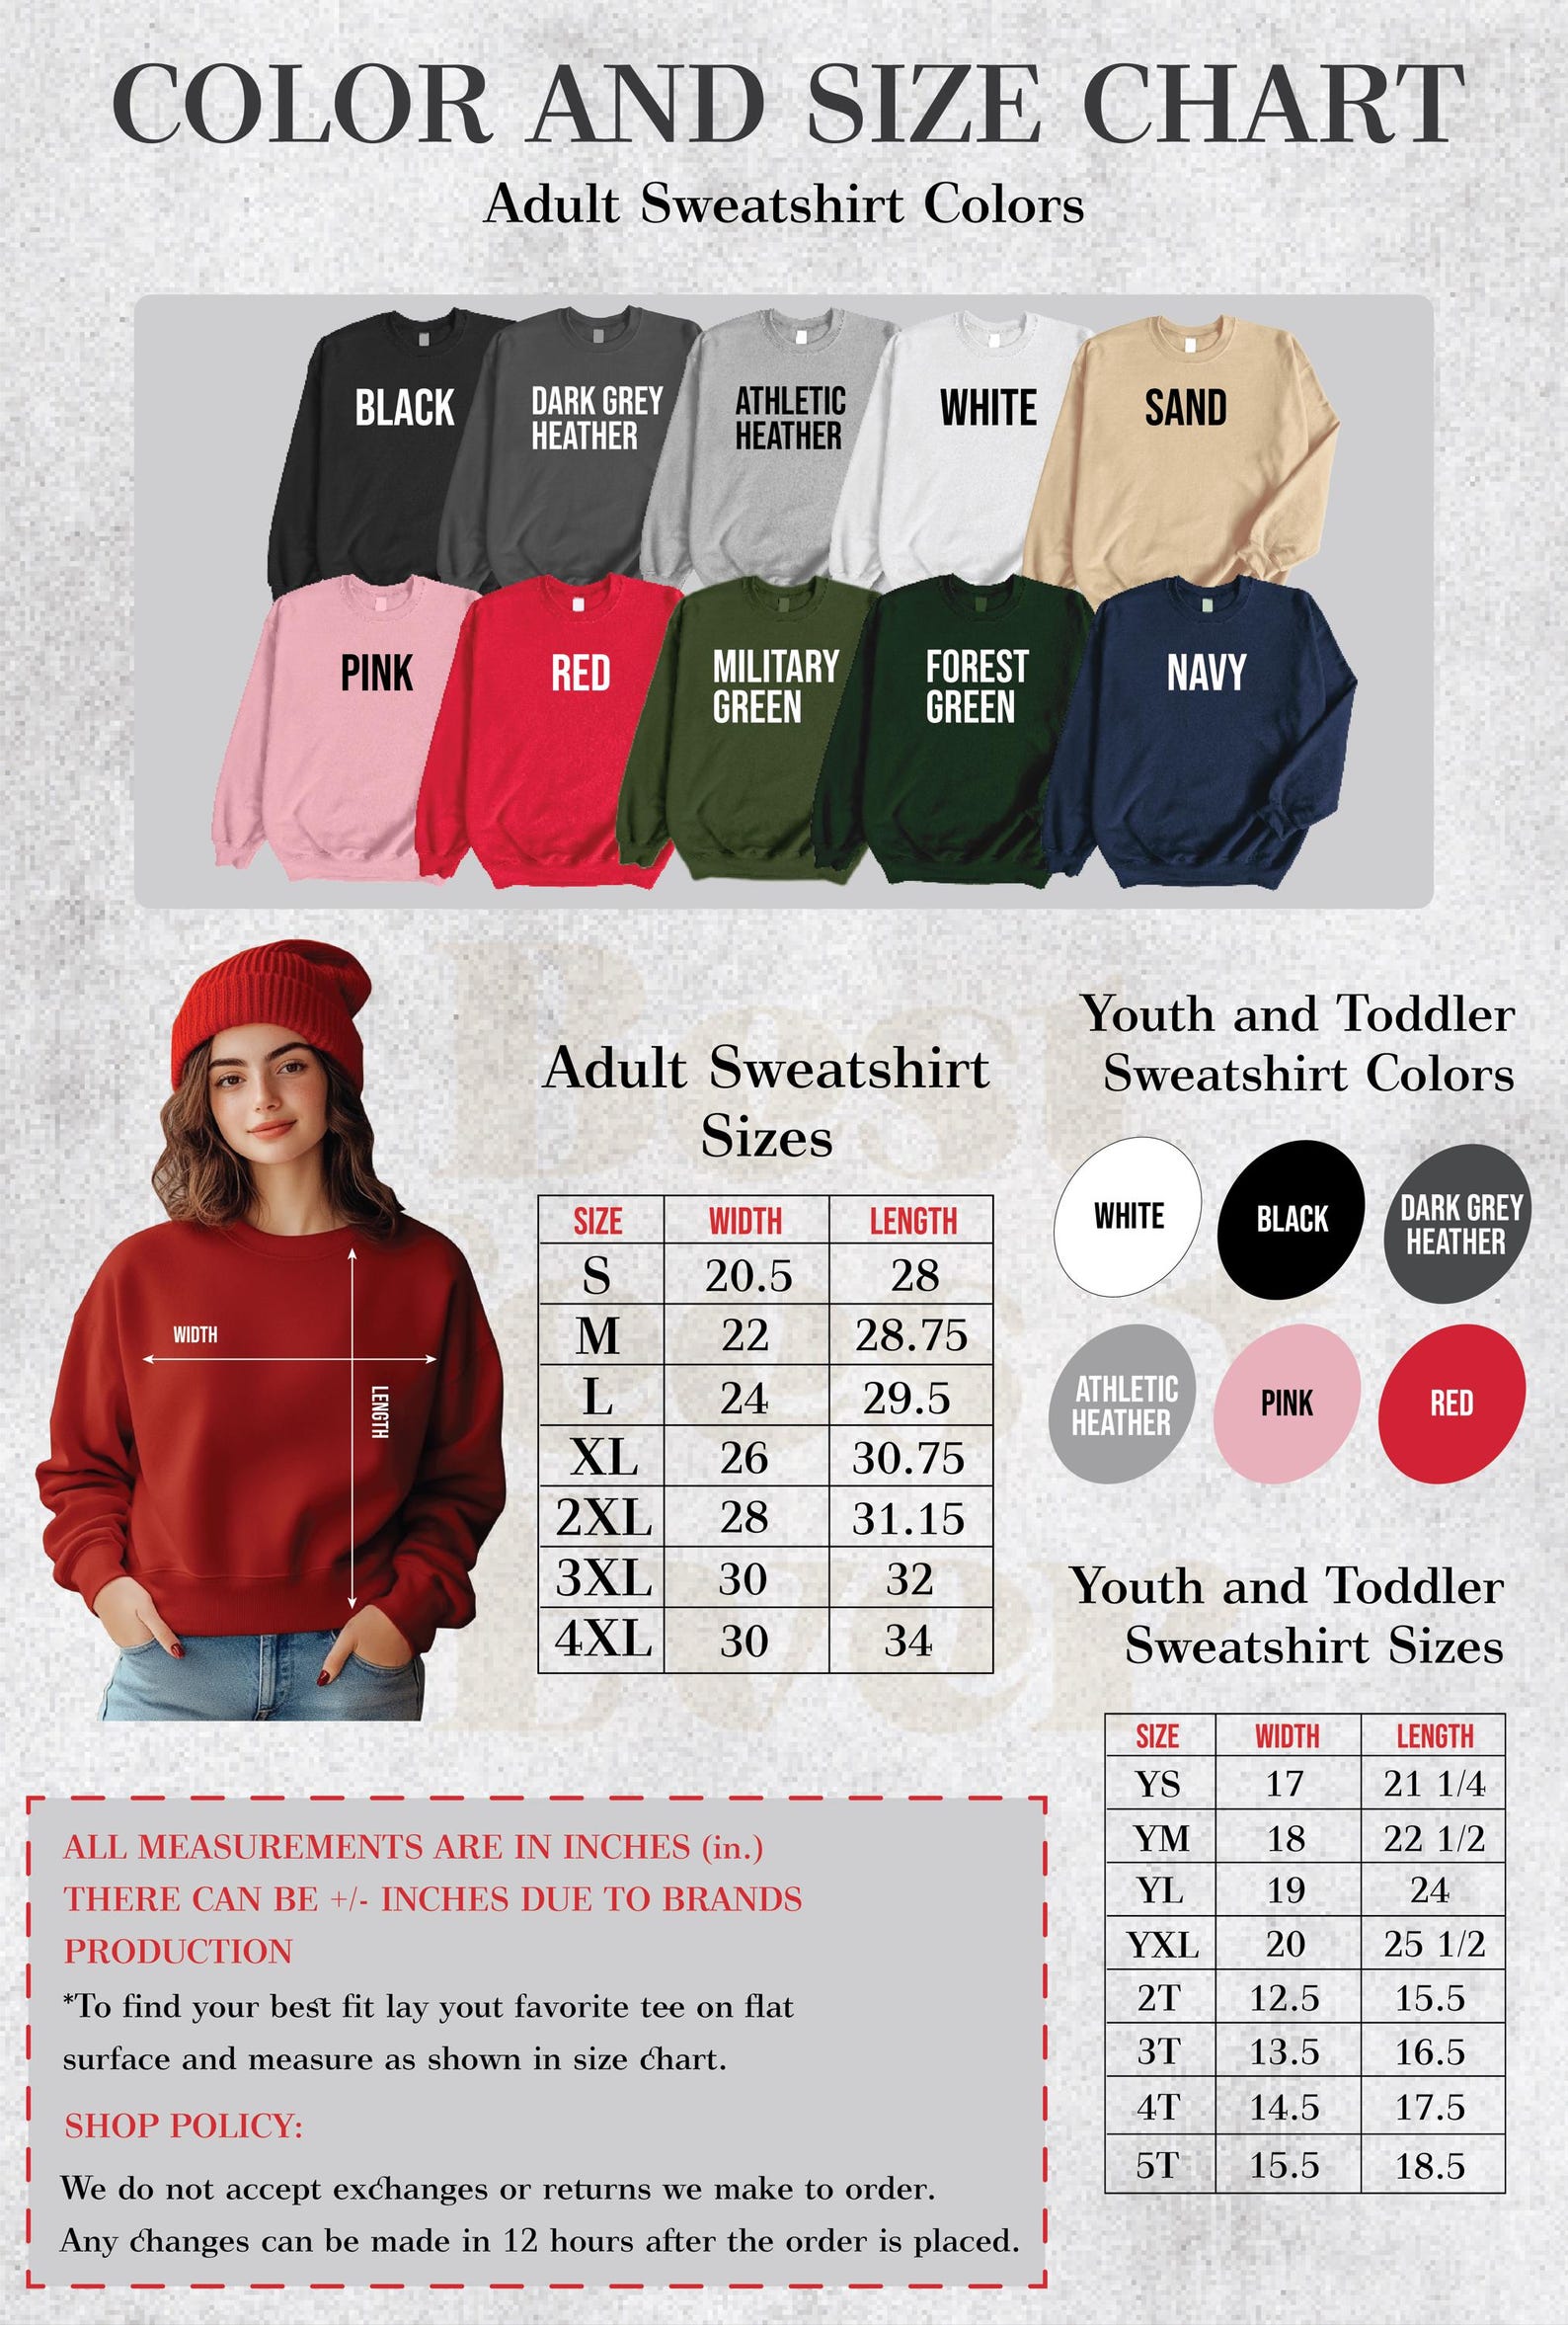 COLOR AND SIZE CHART
Adult Sweatshirt Colors
BLACK
DARK GREY
HEATHER
ATHLETIC
HEATHER
WHITE
SAND
PINK
RED
MILITARY
GREEN
FOREST
GREEN
NAVY
WIDTH
LENGTH
Adult Sweatshirt
Sizes
SIZE WIDTH LENGTH
S 20.5 28
M 22 28.75
L 24 29.5
XL 26 30.75
2XL 28 31.15
3XL 30 32
4XL 30 34
Youth and Toddler
Sweatshirt Colors
WHITE
BLACK
DARK GREY
HEATHER
ATHLETIC
HEATHER
PINK
RED
Youth and Toddler
Sweatshirt Sizes
SIZE WIDTH LENGTH
YS 17 21 1/4
YM 18 22 1/2
YL 19 24
YXL 20 25 1/2
2T 12.5 15.5
3T 13.5 16.5
4T 14.5 17.5
5T 15.5 18.5
ALL MEASUREMENTS ARE IN INCHES (in.)
THERE CAN BE +/- INCHES DUE TO BRANDS
PRODUCTION
*To find your best fit lay yout favorite tee on flat
surface and measure as shown in size chart.
SHOP POLICY:
We do not accept exchanges or returns we make to order.
Any changes can be made in 12 hours after the order is placed.
Best
Ever